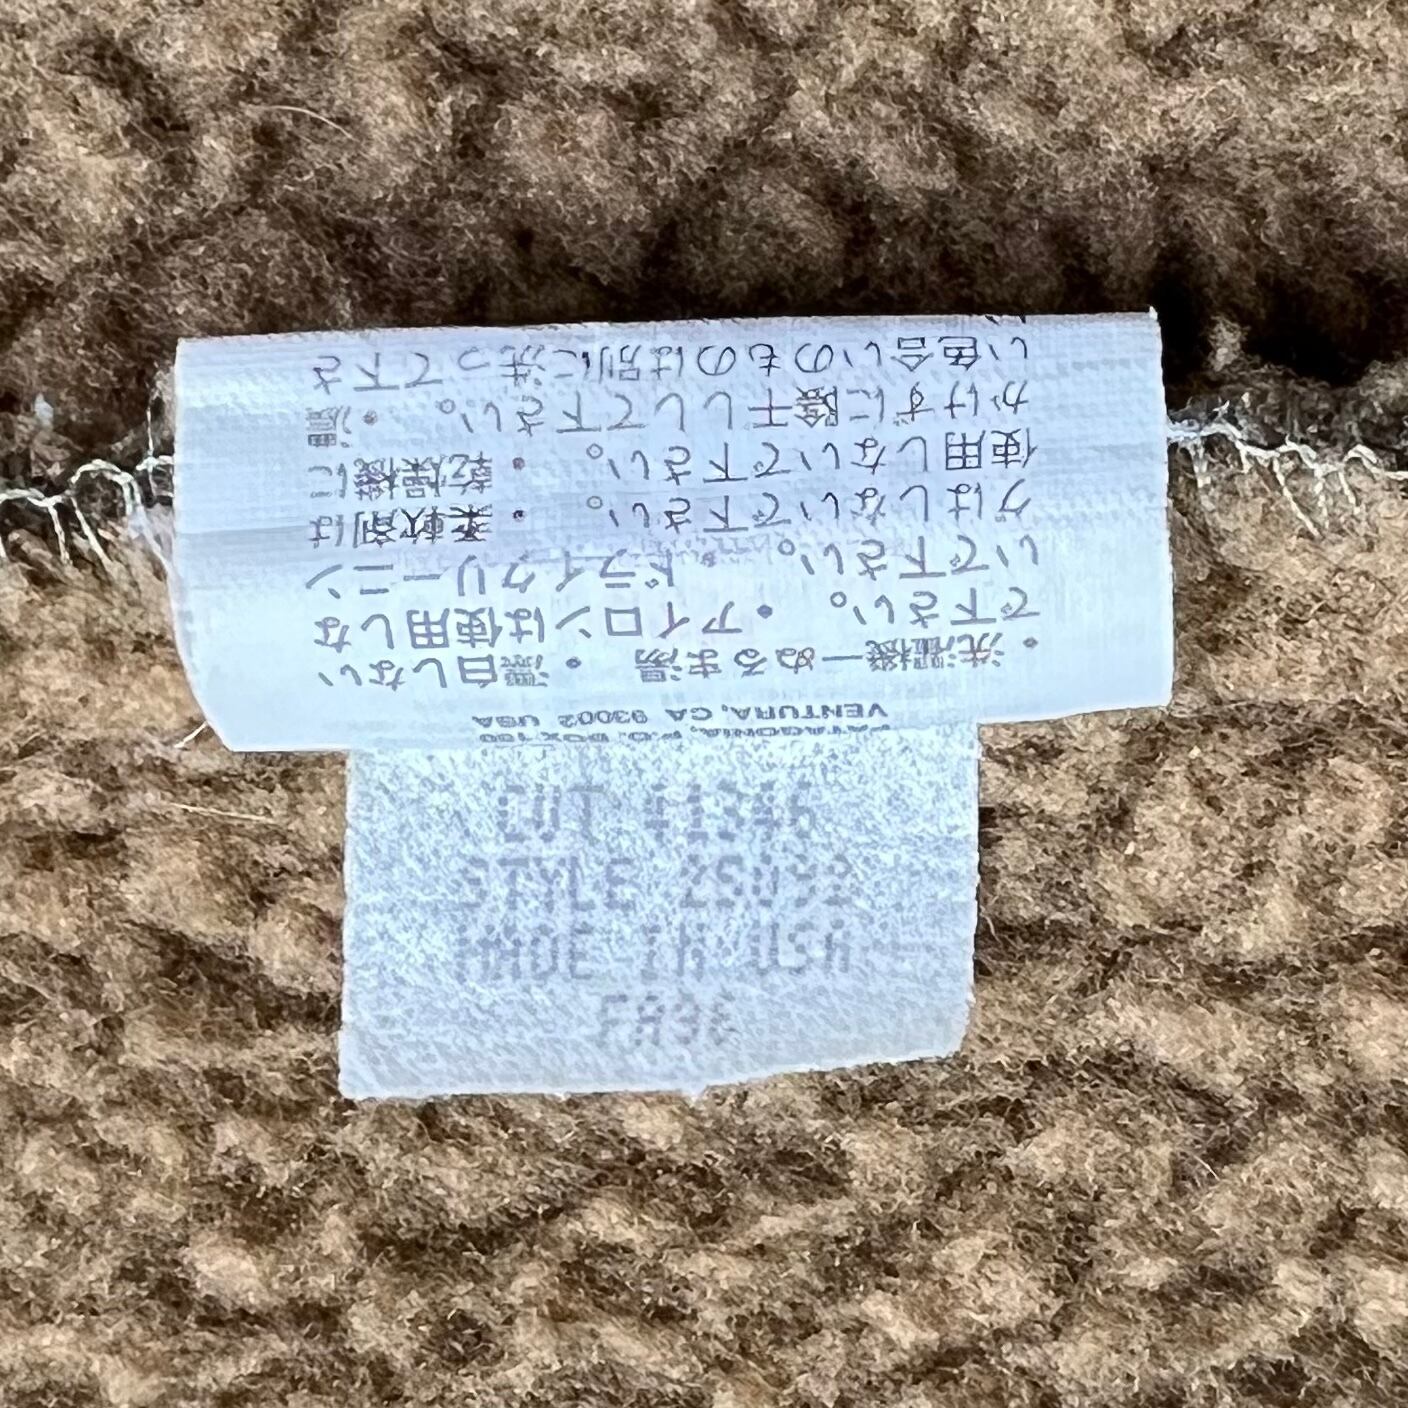 PATAGONIA, P.O. BOX 150
VENTURA, CA 93002 USA
・洗濯機ーぬるま湯 ・漂白しない
で下さい。 ・アイロンは使用しな
いで下さい。 ・ドライクリーニン
グはしないで下さい。 ・柔軟剤は
使用しないで下さい。 ・乾燥機に
かけずに陰干しして下さい。 ・濃
い色合いのものは別に洗って下さ
CUT 41346
STYLE 25032
MADE IN USA